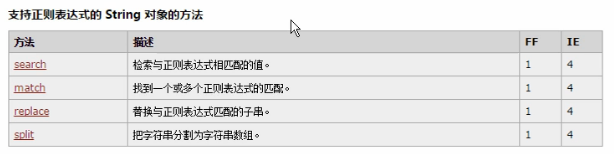 支持正则表达式的 String 对象的方法
方法 描述 FF IE
search 检索与正则表达式相匹配的值。 1 4
match 找到一个或多个正则表达式的匹配。 1 4
replace 替换与正则表达式匹配的子串。 1 4
split 把字符串分割为字符串数组。 1 4